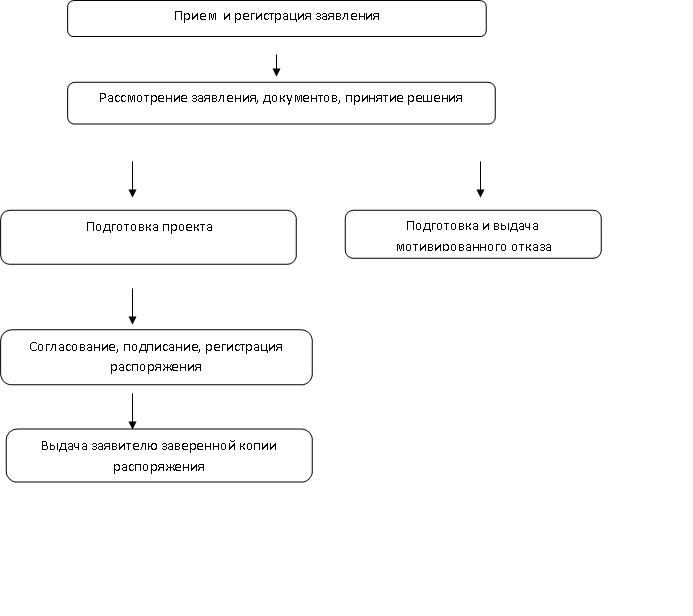 Прием и регистрация заявления
Рассмотрение заявления, документов, принятие решения
Подготовка проекта
Подготовка и выдача
мотивированного отказа
Согласование, подписание, регистрация
распоряжения
Выдача заявителю заверенной копии
распоряжения